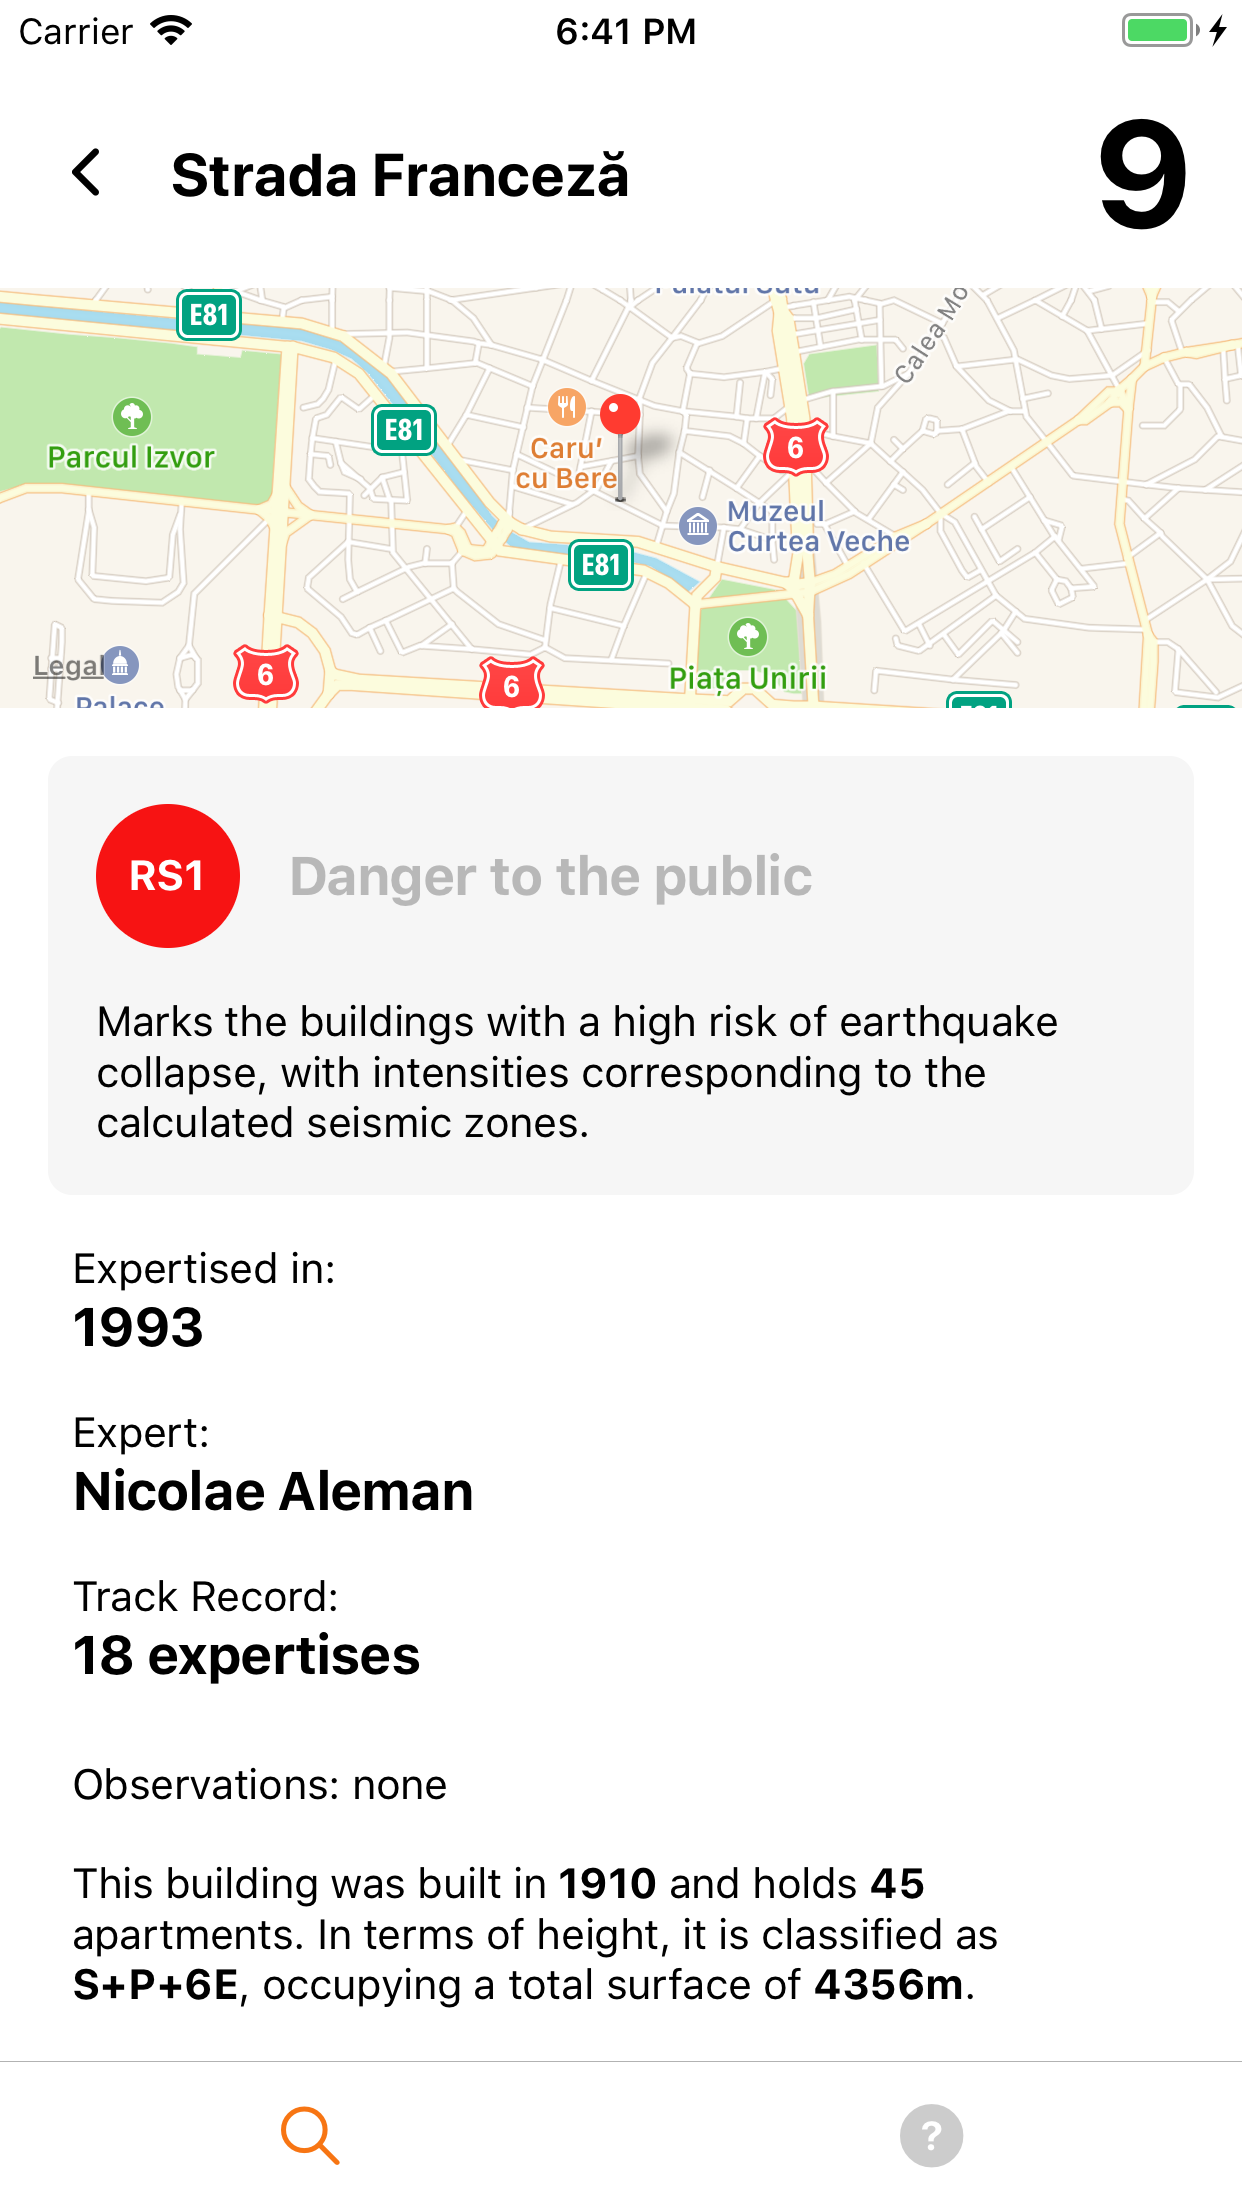 Carrier 6:41 PM
Strada Franceză 9
E81
Calea Mo
E81
6
Parcul Izvor
Caru'
cu Bere
Muzeul
Curtea Veche
E81
Legal
6
6
Piața Unirii
RS1 Danger to the public
Marks the buildings with a high risk of earthquake
collapse, with intensities corresponding to the
calculated seismic zones.
Expertised in:
1993
Expert:
Nicolae Aleman
Track Record:
18 expertises
Observations: none
This building was built in 1910 and holds 45
apartments. In terms of height, it is classified as
S+P+6E, occupying a total surface of 4356m.
?